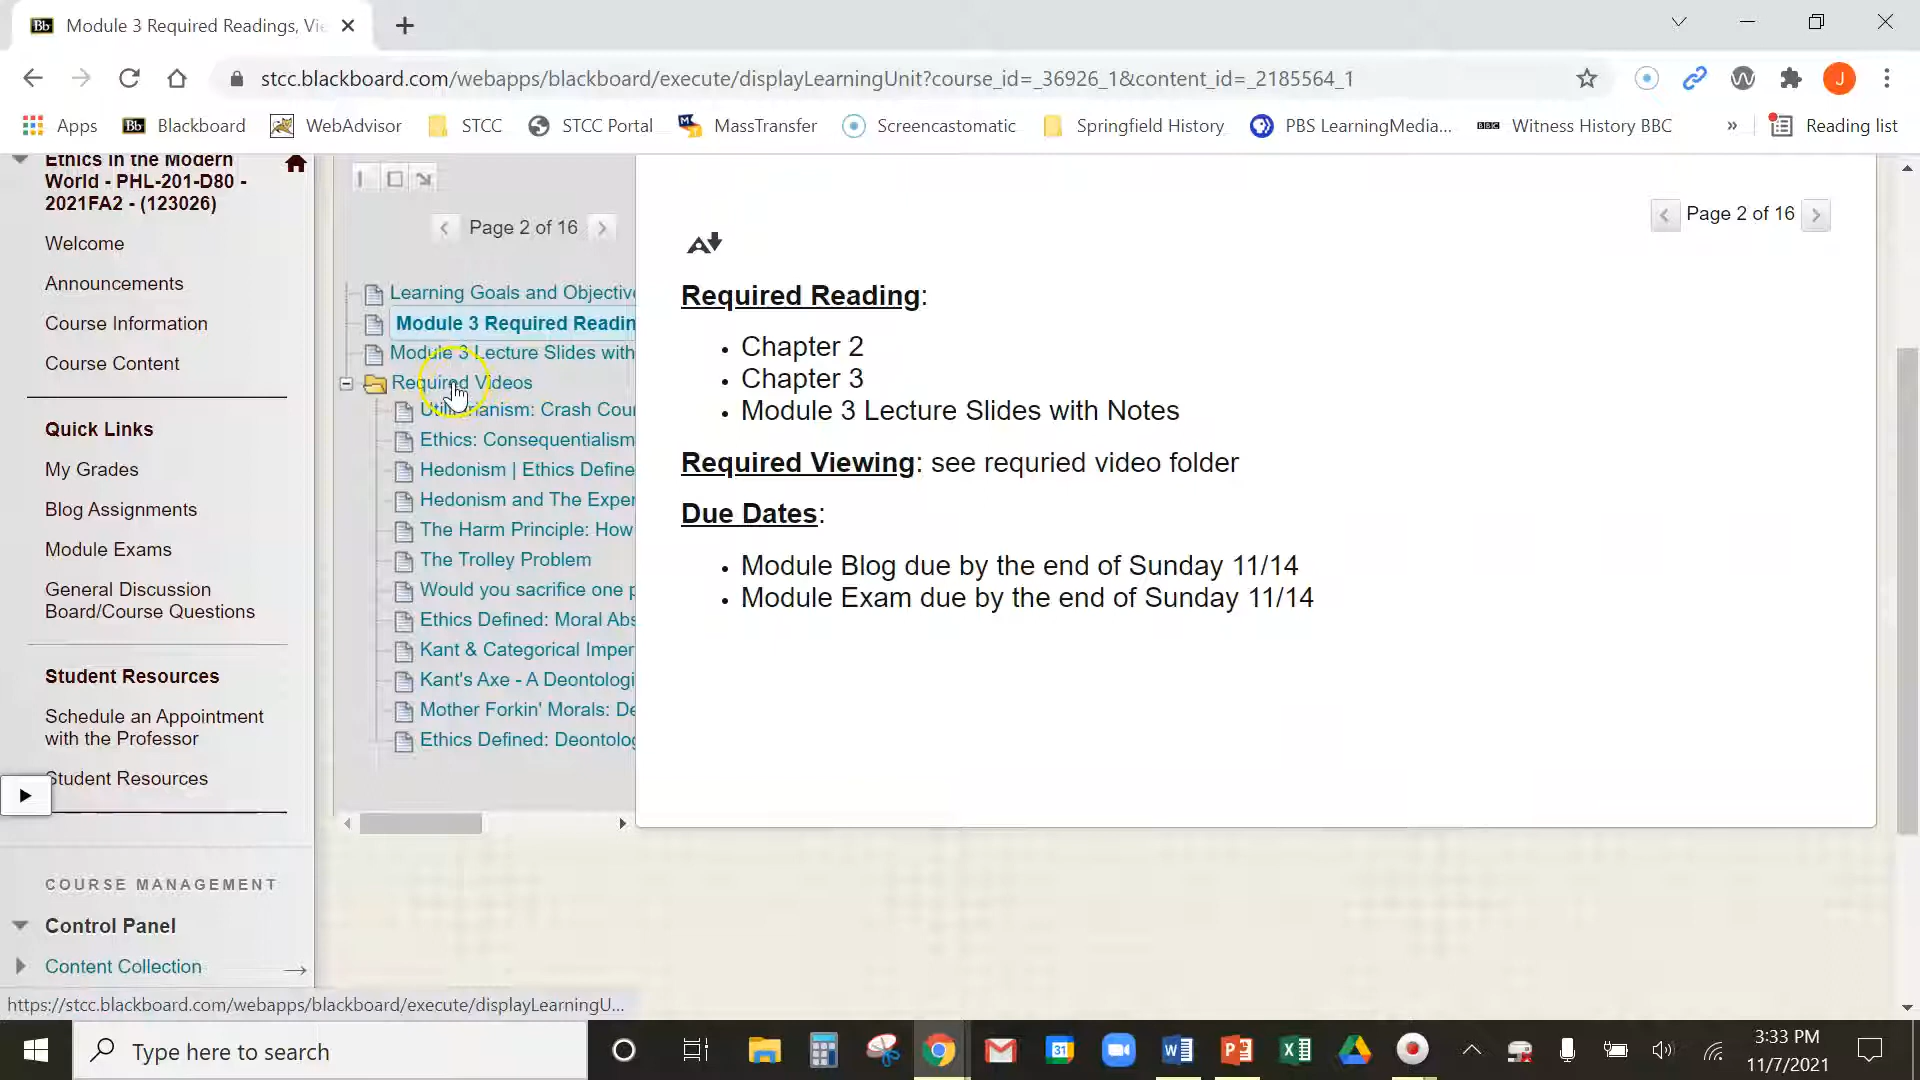 Module 3 Required Readings, Vie
stcc.blackboard.com/webapps/blackboard/execute/displayLearningUnit?course_id=_36926_1&content_id=_2185564_1
J
Apps
Bb
Blackboard
WebAdvisor
STCC
STCC Portal
MassTransfer
Screencastomatic
Springfield History
PBS LearningMedia...
BBC
Witness History BBC
»
Reading list
Ethics in the Modern
World - PHL-201-D80 -
2021FA2 - (123026)
Welcome
Announcements
Course Information
Course Content
Quick Links
My Grades
Blog Assignments
Module Exams
General Discussion
Board/Course Questions
Student Resources
Schedule an Appointment
with the Professor
Student Resources
COURSE MANAGEMENT
Control Panel
Content Collection
Page 2 of 16
Learning Goals and Objective
Module 3 Required Readin
Module 3 Lecture Slides with
Required Videos
Utilitarianism: Crash Cou
Ethics: Consequentialism
Hedonism | Ethics Define
Hedonism and The Exper
The Harm Principle: How
The Trolley Problem
Would you sacrifice one p
Ethics Defined: Moral Abs
Kant & Categorical Imper
Kant's Axe - A Deontologi
Mother Forkin' Morals: De
Ethics Defined: Deontolog
Page 2 of 16
Required Reading:
• Chapter 2
• Chapter 3
• Module 3 Lecture Slides with Notes
Required Viewing: see requried video folder
Due Dates:
• Module Blog due by the end of Sunday 11/14
• Module Exam due by the end of Sunday 11/14
https://stcc.blackboard.com/webapps/blackboard/execute/displayLearningU...
Type here to search
31
3:33 PM
11/7/2021